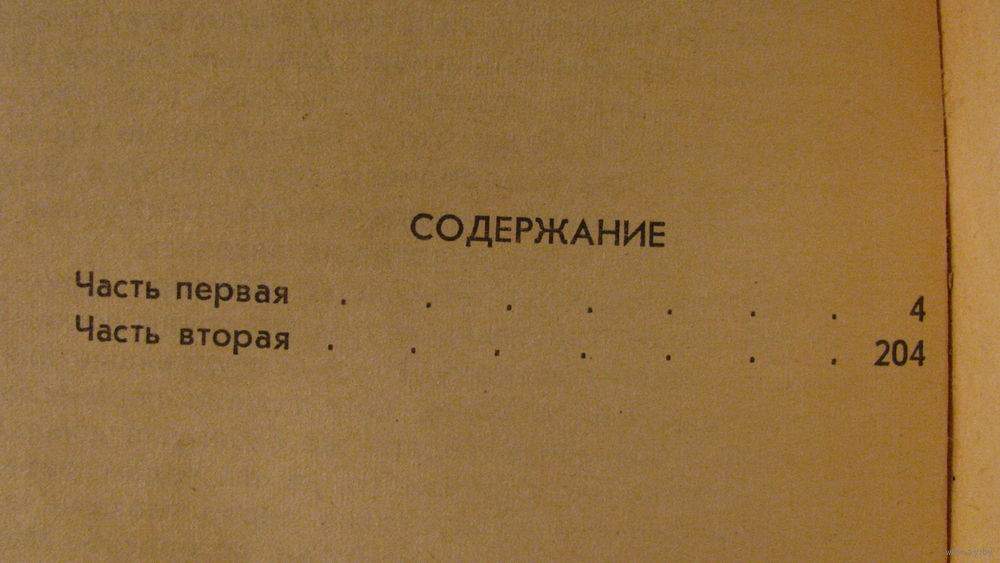 СОДЕРЖАНИЕ
Часть первая . . . . . . . 4
Часть вторая . . . . . . . 204